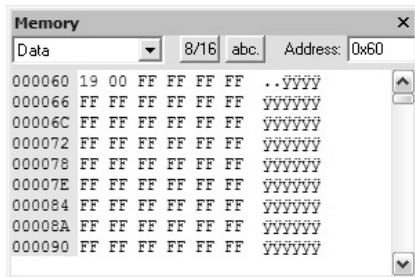 Memory
Data 8/16 abc. Address: 0x60
000060 19 00 FF FF FF FF ..ÿÿÿÿ
000066 FF FF FF FF FF FF ÿÿÿÿÿÿ
00006C FF FF FF FF FF FF ÿÿÿÿÿÿ
000072 FF FF FF FF FF FF ÿÿÿÿÿÿ
000078 FF FF FF FF FF FF ÿÿÿÿÿÿ
00007E FF FF FF FF FF FF ÿÿÿÿÿÿ
000084 FF FF FF FF FF FF ÿÿÿÿÿÿ
00008A FF FF FF FF FF FF ÿÿÿÿÿÿ
000090 FF FF FF FF FF FF ÿÿÿÿÿÿ